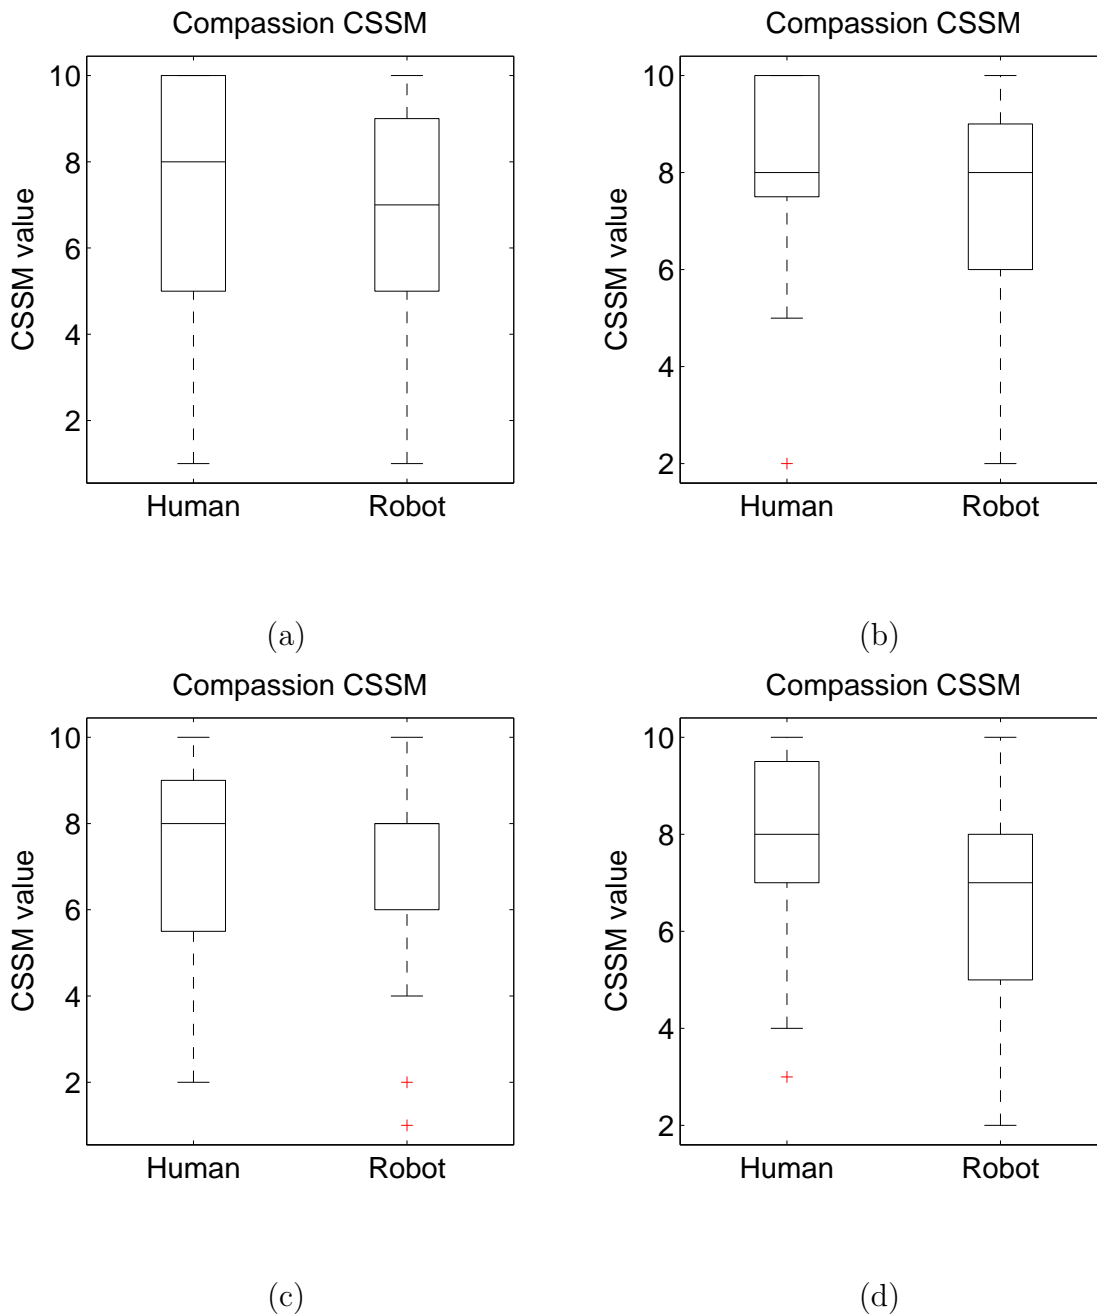 Compassion CSSM
CSSM value
10
8
6
4
2
Human Robot
(a)
Compassion CSSM
CSSM value
10
8
6
4
2
Human Robot
(b)
Compassion CSSM
CSSM value
10
8
6
4
2
Human Robot
(c)
Compassion CSSM
CSSM value
10
8
6
4
2
Human Robot
(d)